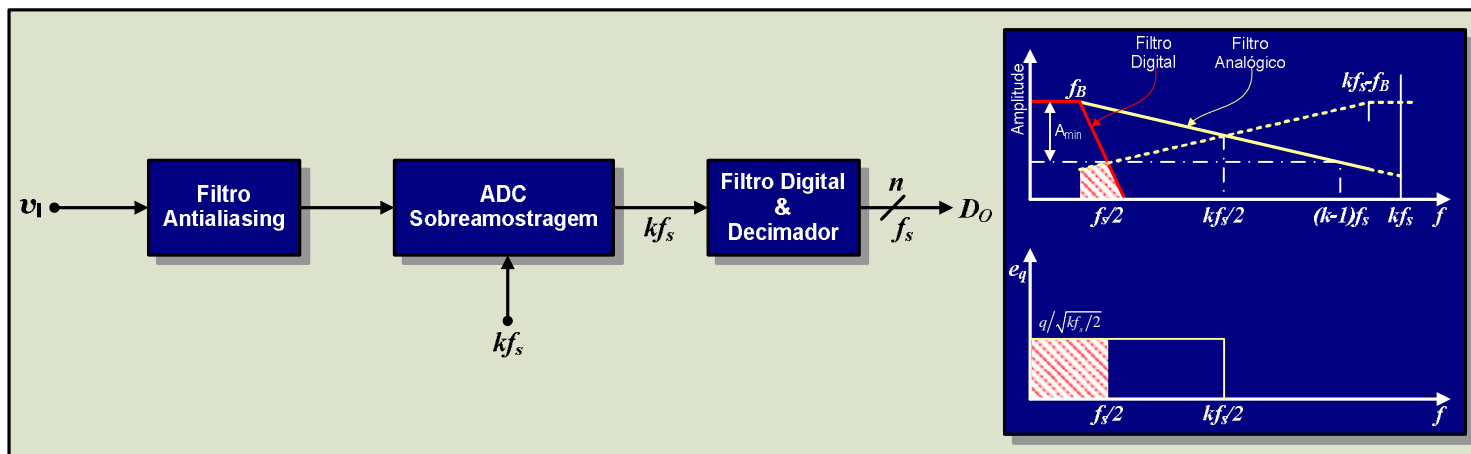 v_I
Filtro
Antialiasing
ADC
Sobreamostragem
kf_s
kf_s
Filtro Digital
&
Decimador
n
f_s
D_O
Amplitude
Filtro
Digital
Filtro
Analógico
f_B
kf_s-f_B
A_min
f_s/2
kf_s/2
(k-1)f_s
kf_s
f
e_q
q/√kf_s/2
f_s/2
kf_s/2
f